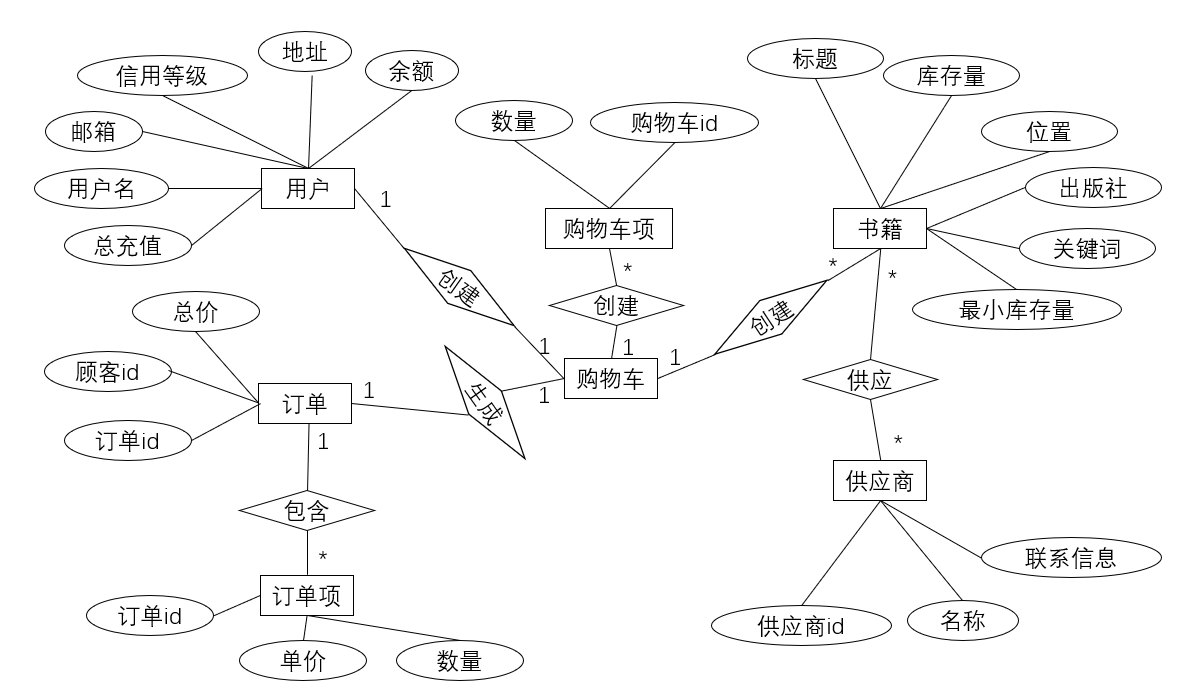 地址
信用等级
余额
邮箱
用户名
总充值
用户
1
创建
1
数量
购物车id
购物车项
*
创建
1
购物车
标题
库存量
位置
出版社
关键词
最小库存量
书籍
*
创建
1
*
供应
*
供应商
联系信息
名称
供应商id
总价
顾客id
订单id
订单
1
生成
1
1
包含
*
订单项
订单id
单价
数量